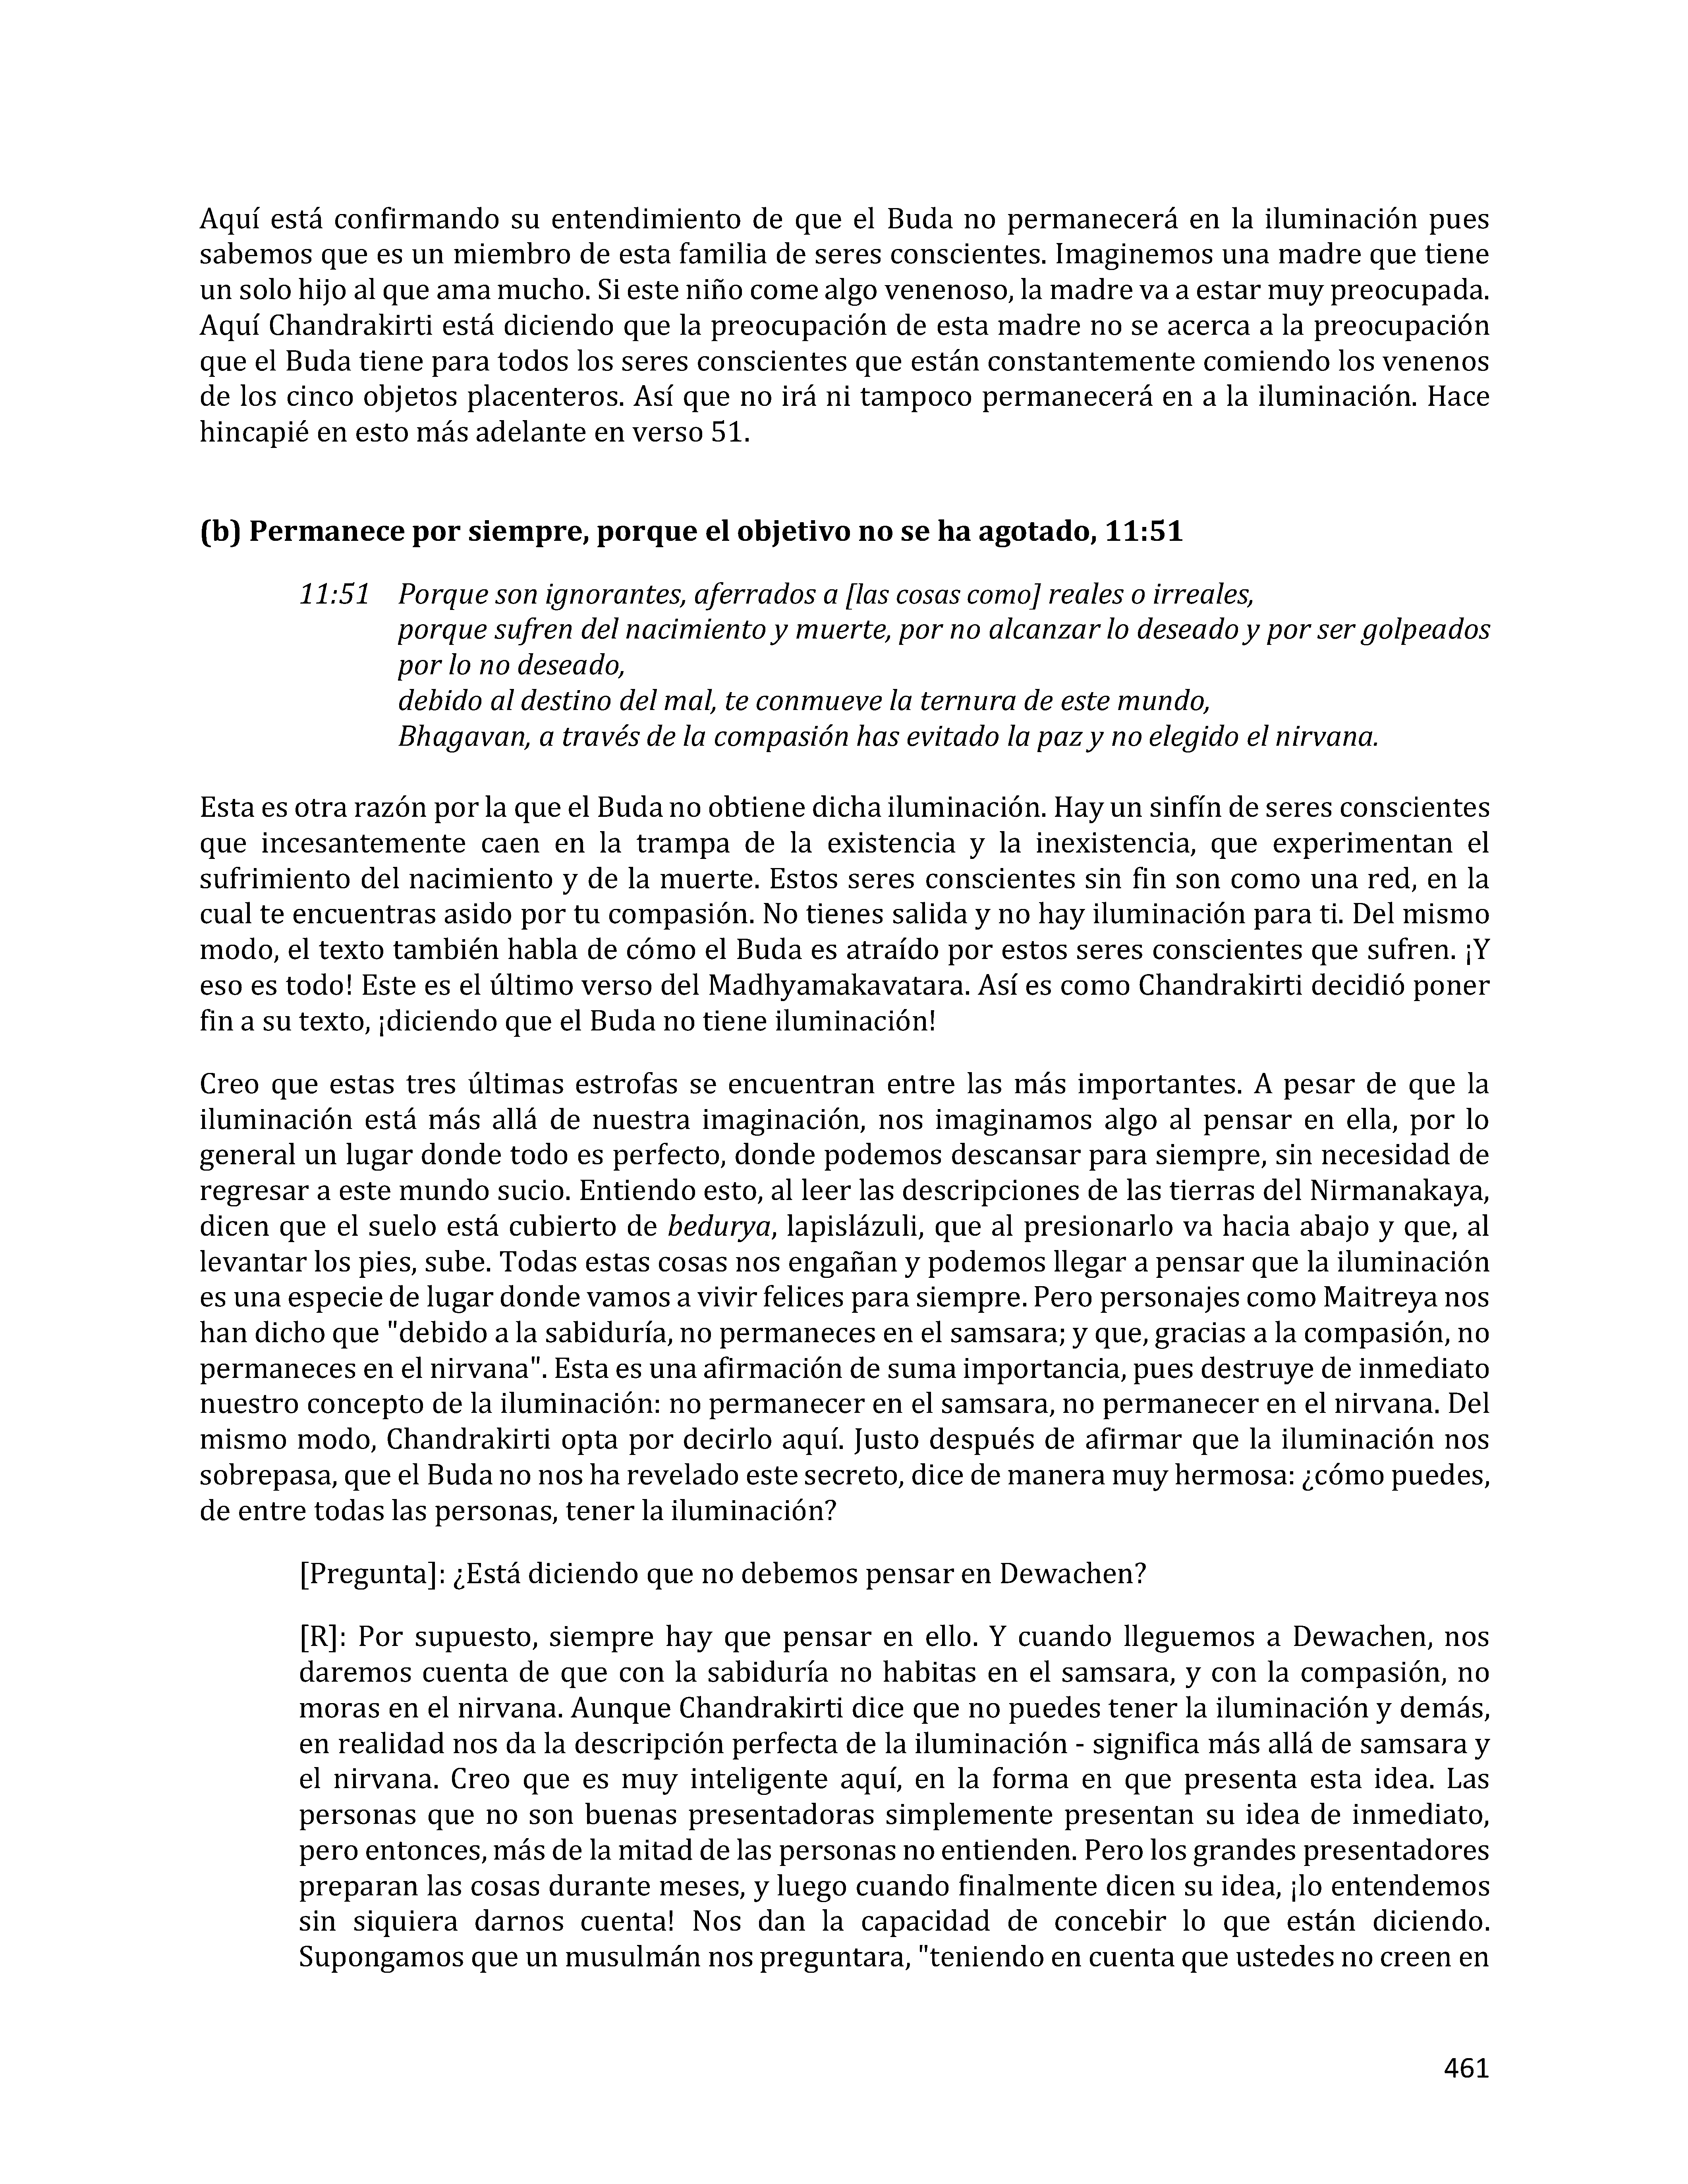 Aquí está confirmando su entendimiento de que el Buda no permanecerá en la iluminación pues
sabemos que es un miembro de esta familia de seres conscientes. Imaginemos una madre que tiene
un solo hijo al que ama mucho. Si este niño come algo venenoso, la madre va a estar muy preocupada.
Aquí Chandrakirti está diciendo que la preocupación de esta madre no se acerca a la preocupación
que el Buda tiene para todos los seres conscientes que están constantemente comiendo los venenos
de los cinco objetos placenteros. Así que no irá ni tampoco permanecerá en a la iluminación. Hace
hincapié en esto más adelante en verso 51.
(b) Permanece por siempre, porque el objetivo no se ha agotado, 11:51
11:51 Porque son ignorantes, aferrados a [las cosas como] reales o irreales,
porque sufren del nacimiento y muerte, por no alcanzar lo deseado y por ser golpeados
por lo no deseado,
debido al destino del mal, te conmueve la ternura de este mundo,
Bhagavan, a través de la compasión has evitado la paz y no elegido el nirvana.
Esta es otra razón por la que el Buda no obtiene dicha iluminación. Hay un sinfín de seres conscientes
que incesantemente caen en la trampa de la existencia y la inexistencia, que experimentan el
sufrimiento del nacimiento y de la muerte. Estos seres conscientes sin fin son como una red, en la
cual te encuentras asido por tu compasión. No tienes salida y no hay iluminación para ti. Del mismo
modo, el texto también habla de cómo el Buda es atraído por estos seres conscientes que sufren. ¡Y
eso es todo! Este es el último verso del Madhyamakavatara. Así es como Chandrakirti decidió poner
fin a su texto, ¡diciendo que el Buda no tiene iluminación!
Creo que estas tres últimas estrofas se encuentran entre las más importantes. A pesar de que la
iluminación está más allá de nuestra imaginación, nos imaginamos algo al pensar en ella, por lo
general un lugar donde todo es perfecto, donde podemos descansar para siempre, sin necesidad de
regresar a este mundo sucio. Entiendo esto, al leer las descripciones de las tierras del Nirmanakaya,
dicen que el suelo está cubierto de bedurya, lapislázuli, que al presionarlo va hacia abajo y que, al
levantar los pies, sube. Todas estas cosas nos engañan y podemos llegar a pensar que la iluminación
es una especie de lugar donde vamos a vivir felices para siempre. Pero personajes como Maitreya nos
han dicho que "debido a la sabiduría, no permaneces en el samsara; y que, gracias a la compasión, no
permaneces en el nirvana". Esta es una afirmación de suma importancia, pues destruye de inmediato
nuestro concepto de la iluminación: no permanecer en el samsara, no permanecer en el nirvana. Del
mismo modo, Chandrakirti opta por decirlo aquí. Justo después de afirmar que la iluminación nos
sobrepasa, que el Buda no nos ha revelado este secreto, dice de manera muy hermosa: ¿cómo puedes,
de entre todas las personas, tener la iluminación?
[Pregunta]: ¿Está diciendo que no debemos pensar en Dewachen?
[R]: Por supuesto, siempre hay que pensar en ello. Y cuando lleguemos a Dewachen, nos
daremos cuenta de que con la sabiduría no habitas en el samsara, y con la compasión, no
moras en el nirvana. Aunque Chandrakirti dice que no puedes tener la iluminación y demás,
en realidad nos da la descripción perfecta de la iluminación - significa más allá de samsara y
el nirvana. Creo que es muy inteligente aquí, en la forma en que presenta esta idea. Las
personas que no son buenas presentadoras simplemente presentan su idea de inmediato,
pero entonces, más de la mitad de las personas no entienden. Pero los grandes presentadores
preparan las cosas durante meses, y luego cuando finalmente dicen su idea, ¡lo entendemos
sin siquiera darnos cuenta! Nos dan la capacidad de concebir lo que están diciendo.
Supongamos que un musulmán nos preguntara, "teniendo en cuenta que ustedes no creen en
461